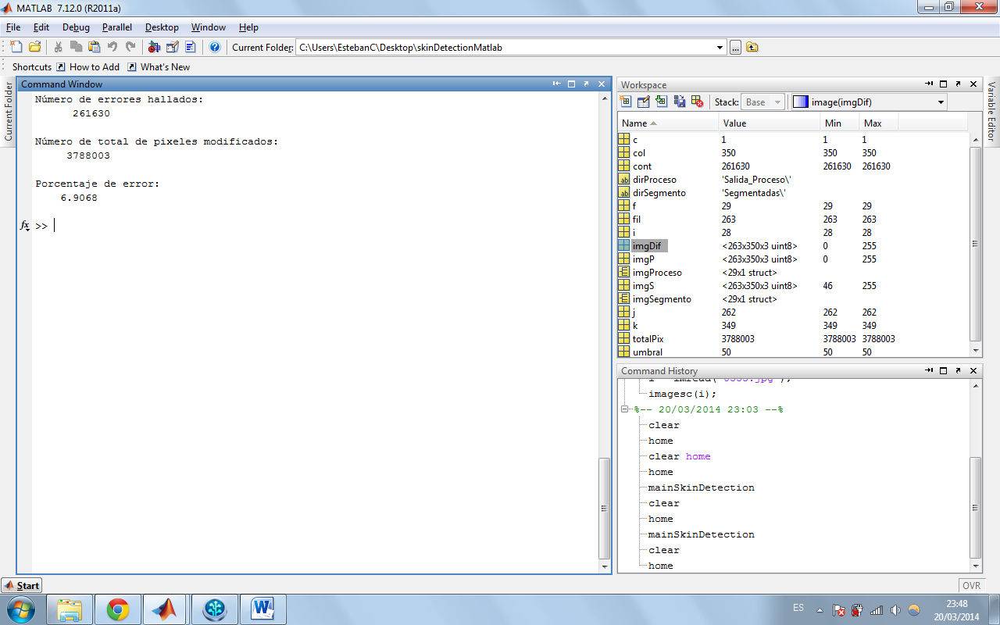 MATLAB 7.12.0 (R2011a)
File Edit Debug Parallel Desktop Window Help
Current Folder: C:\Users\EstebanC\Desktop\skinDetectionMatlab ...
Shortcuts How to Add What's New
Current Folder
Command Window
Número de errores hallados:
261630
Número de total de pixeles modificados:
3788003
Porcentaje de error:
6.9068
fx >>
Workspace
Stack: Base image(imgDif)
Name Value Min Max
c 1 1 1
col 350 350 350
cont 261630 261630 261630
ab dirProceso 'Salida_Proceso\'
ab dirSegmento 'Segmentadas\'
f 29 29 29
fil 263 263 263
i 28 28 28
imgDif <263x350x3 uint8> 0 255
imgP <263x350x3 uint8> 0 255
imgProceso <29x1 struct>
imgS <263x350x3 uint8> 46 255
imgSegmento <29x1 struct>
j 262 262 262
k 349 349 349
totalPix 3788003 3788003 3788003
umbral 50 50 50
Variable Editor
Command History
imagesc(i);
%-- 20/03/2014 23:03 --%
clear
home
clear home
home
mainSkinDetection
clear
home
mainSkinDetection
clear
home
Start
OVR
ES
23:48
20/03/2014